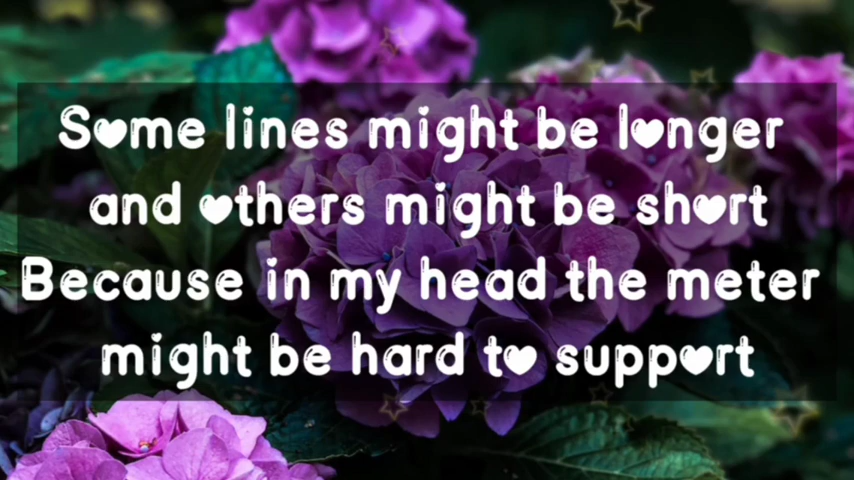 Some lines might be longer
and others might be short
Because in my head the meter
might be hard to support